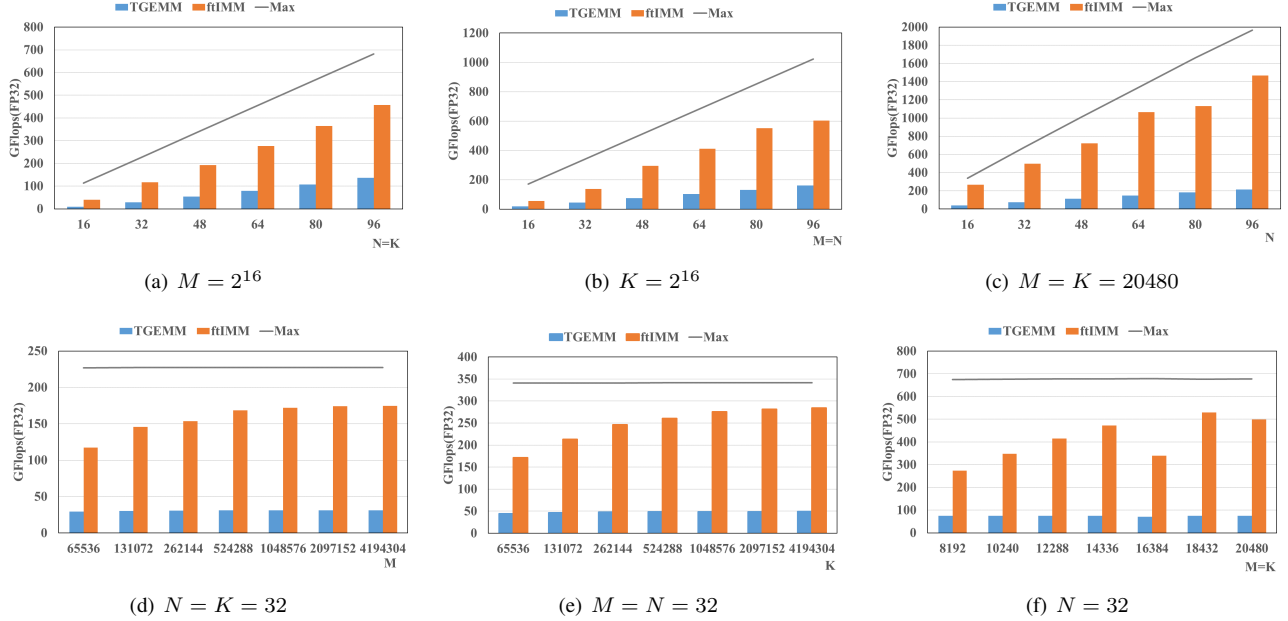 TGEMM ftIMM Max
800
700
600
500
400
300
200
100
0
GFlops(FP32)
16 32 48 64 80 96
N=K
(a) M = 2^16
TGEMM ftIMM Max
1200
1000
800
600
400
200
0
GFlops(FP32)
16 32 48 64 80 96
M=N
(b) K = 2^16
TGEMM ftIMM Max
2000
1800
1600
1400
1200
1000
800
600
400
200
0
GFlops(FP32)
16 32 48 64 80 96
N
(c) M = K = 20480
TGEMM ftIMM Max
250
200
150
100
50
0
GFlops(FP32)
65536 131072 262144 524288 1048576 2097152 4194304
M
(d) N = K = 32
TGEMM ftIMM Max
400
350
300
250
200
150
100
50
0
GFlops(FP32)
65536 131072 262144 524288 1048576 2097152 4194304
K
(e) M = N = 32
TGEMM ftIMM Max
800
700
600
500
400
300
200
100
0
GFlops(FP32)
8192 10240 12288 14336 16384 18432 20480
M=K
(f) N = 32